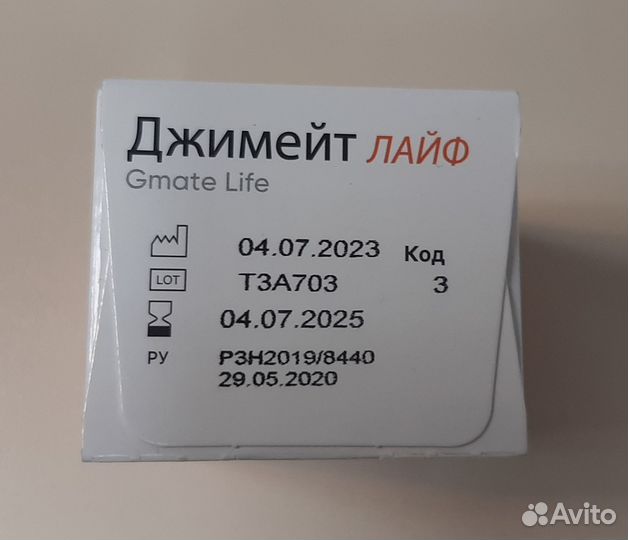 Джимейт ЛАЙФ
Gmate Life
04.07.2023 Код
LOT T3A703 3
04.07.2025
РУ РЗН2019/8440
29.05.2020
Avito